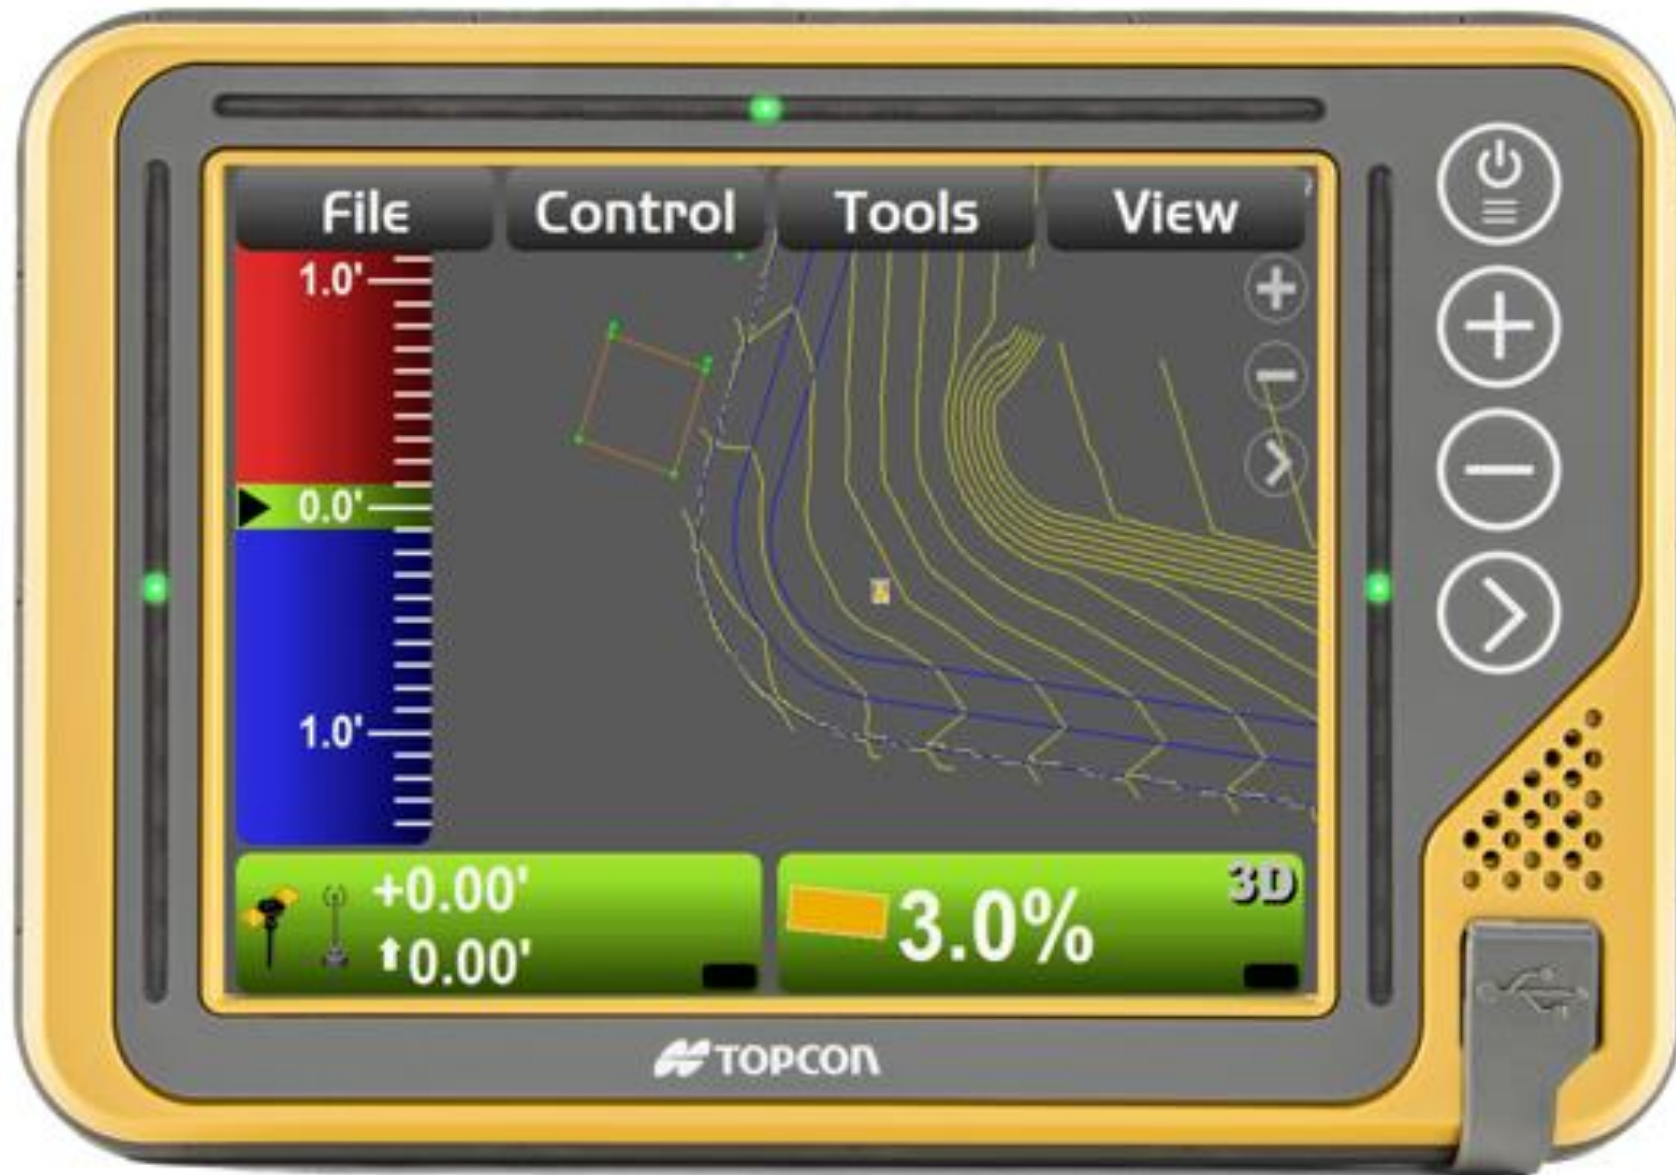 File
Control
Tools
View
1.0'
0.0'
1.0'
+0.00'
0.00'
3.0%
3D
TOPCON